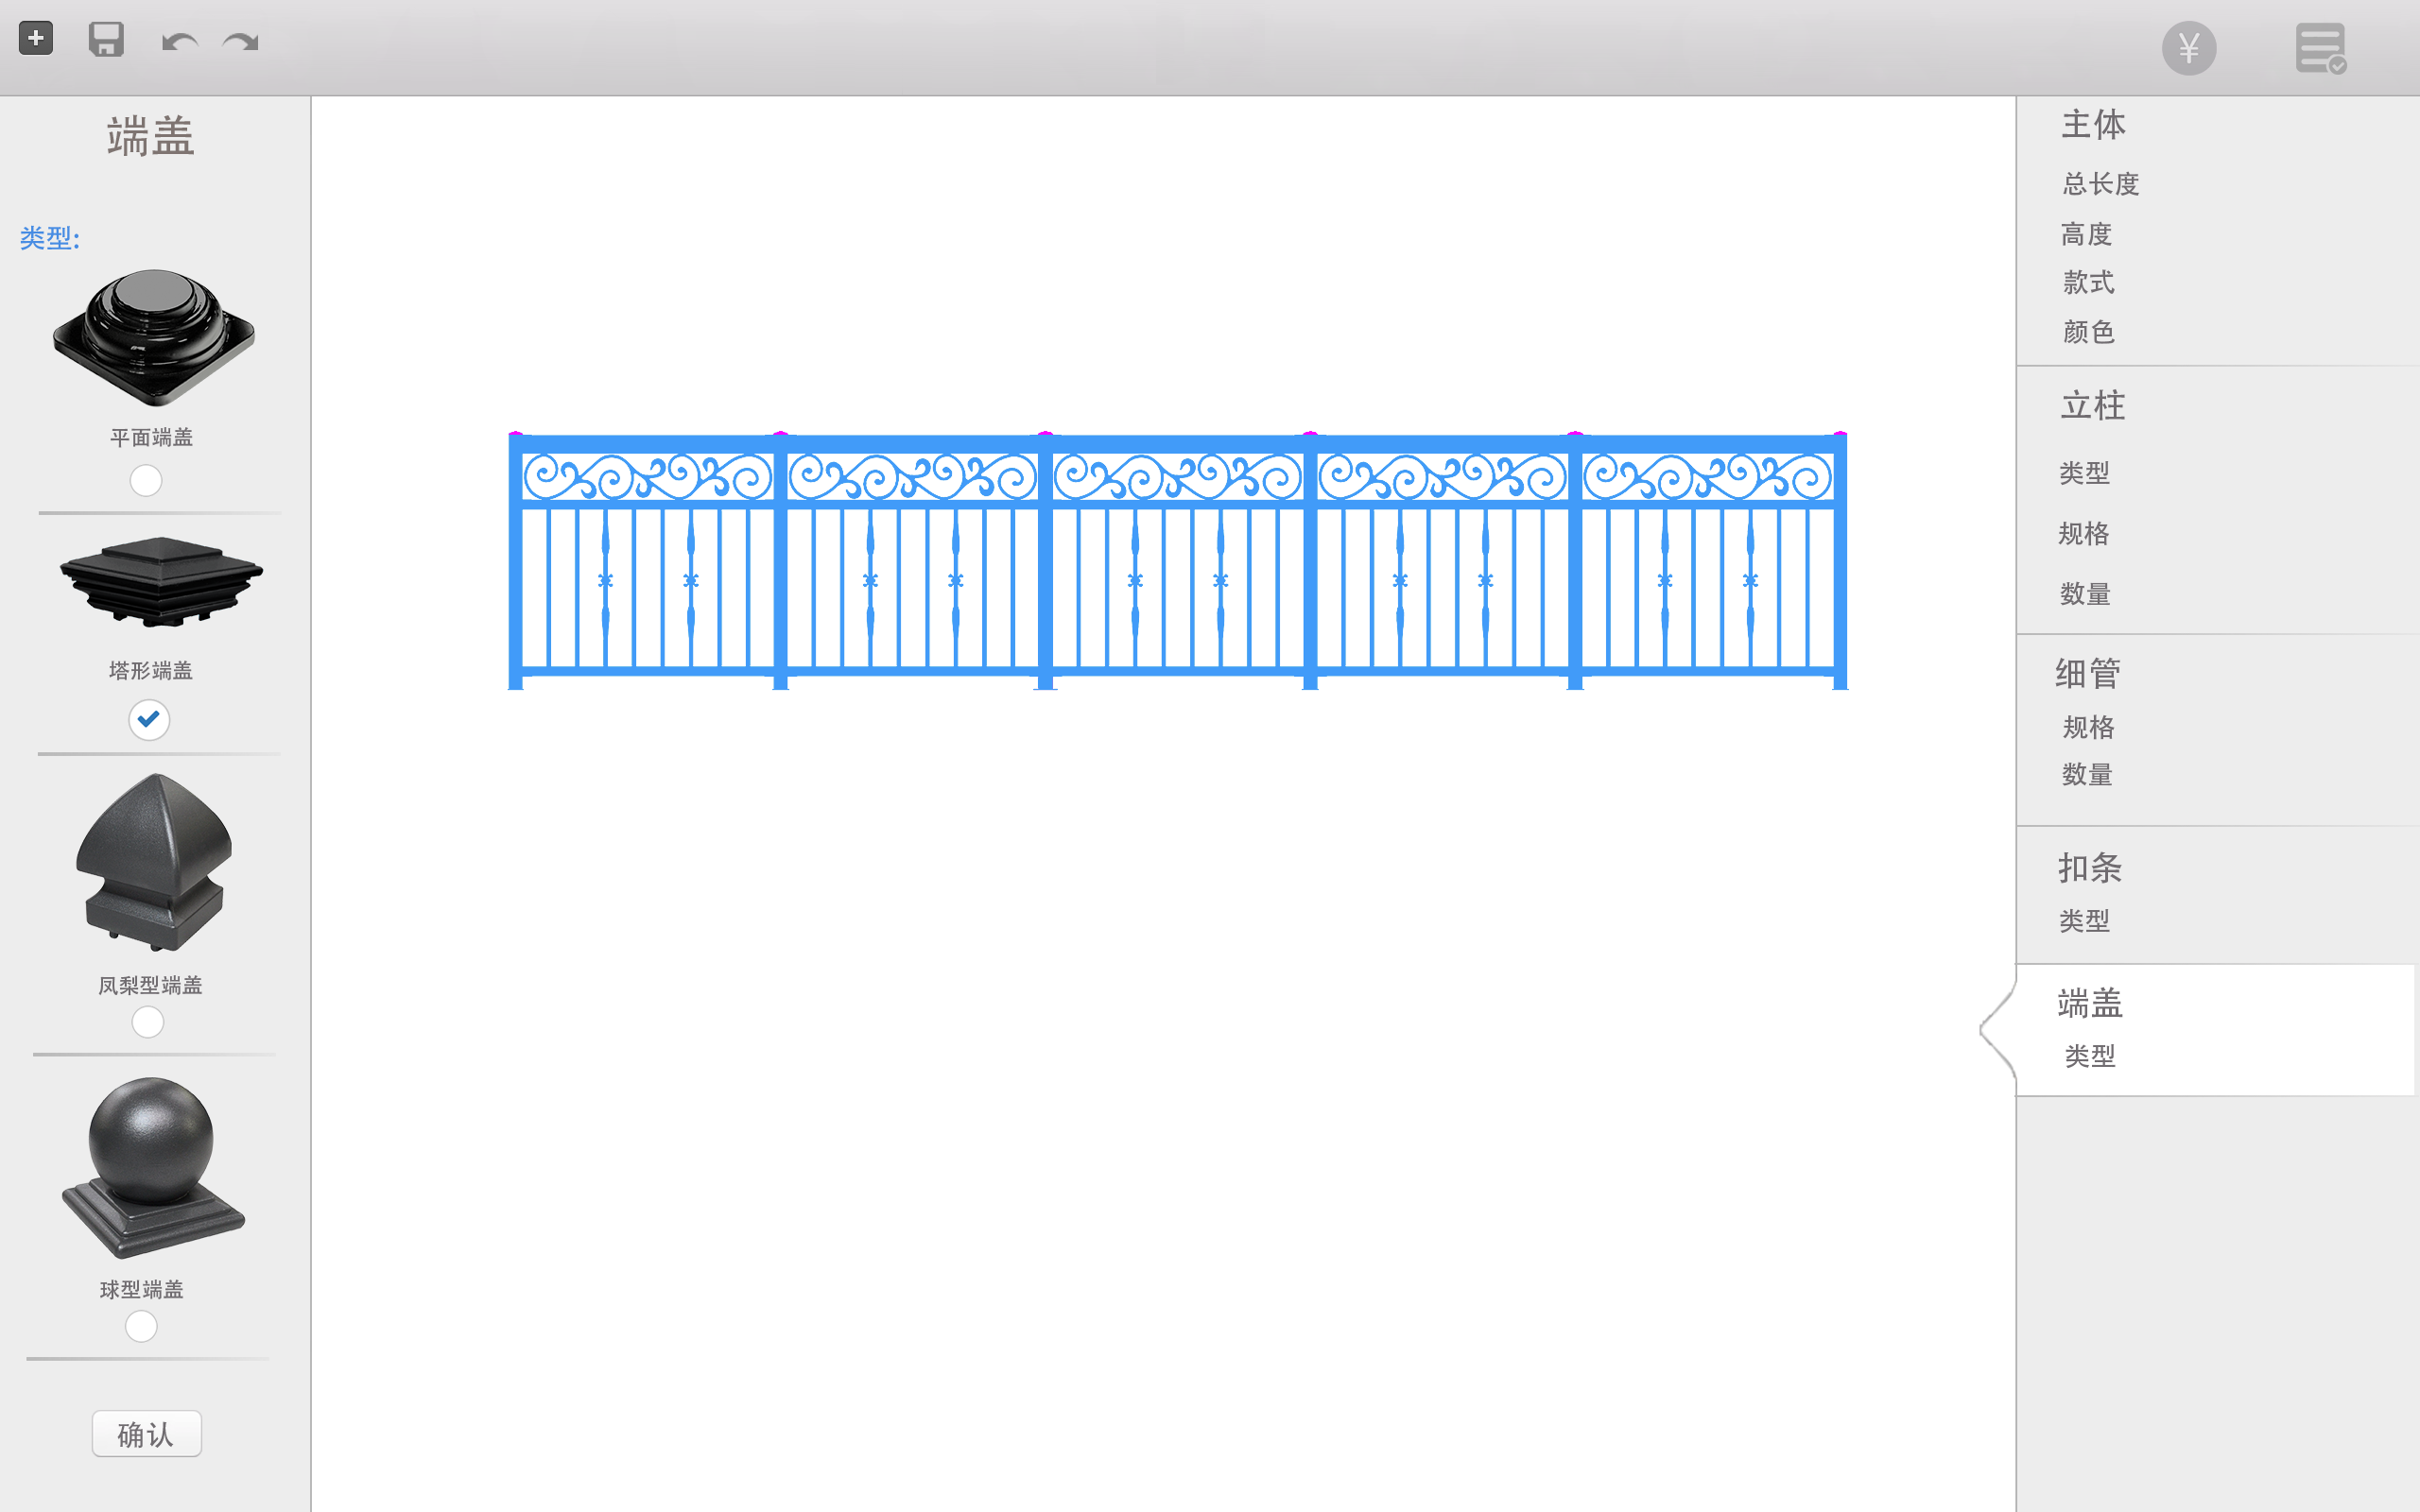 ¥
端盖
类型:
平面端盖
塔形端盖
凤梨型端盖
球型端盖
确认
主体
总长度
高度
款式
颜色
立柱
类型
规格
数量
细管
规格
数量
扣条
类型
端盖
类型